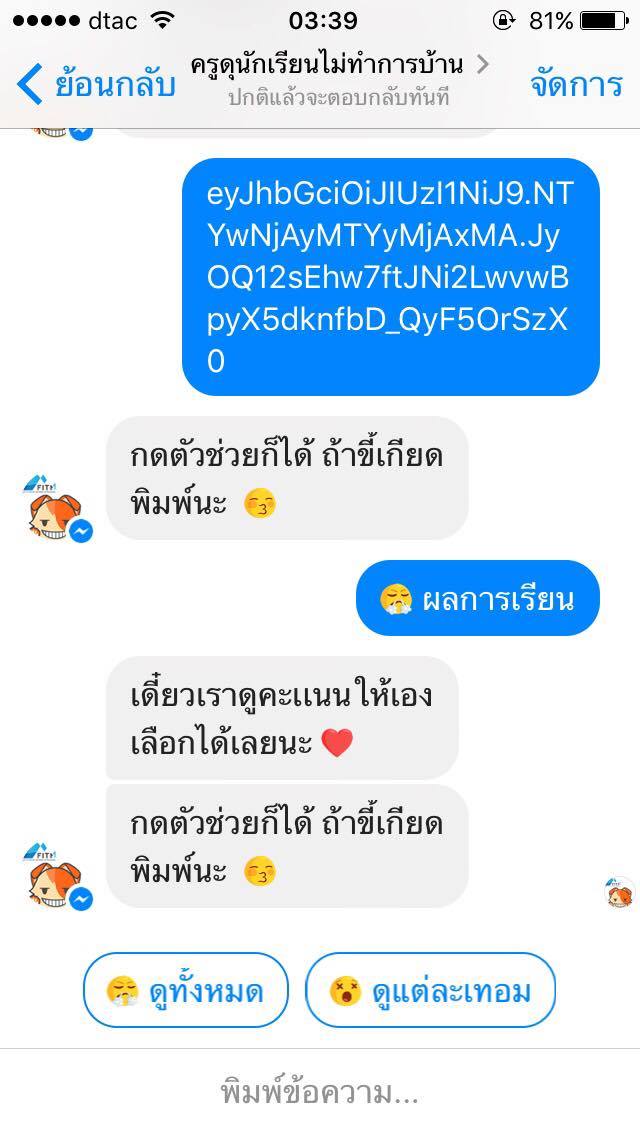 dtac 03:39 81%
ย้อนกลับ ครูดุนักเรียนไม่ทำการบ้าน จัดการ
ปกติแล้วจะตอบกลับทันที
eyJhbGciOiJIUzI1NiJ9.NT
YwNjAyMTYyMjAxMA.Jy
OQ12sEhw7ftJNi2LwvwB
pyX5dknfbD_QyF5OrSzX
0
กดตัวช่วยก็ได้ ถ้าขี้เกียด
พิมพ์นะ 😚
FITM
😤 ผลการเรียน
เดี๋ยวเราดูคะแนน ให้เอง
เลือกได้เลยนะ ❤️
กดตัวช่วยก็ได้ ถ้าขี้เกียด
พิมพ์นะ 😚
FITM
😤 ดูทั้งหมด 😵 ดูแต่ละเทอม
พิมพ์ข้อความ...